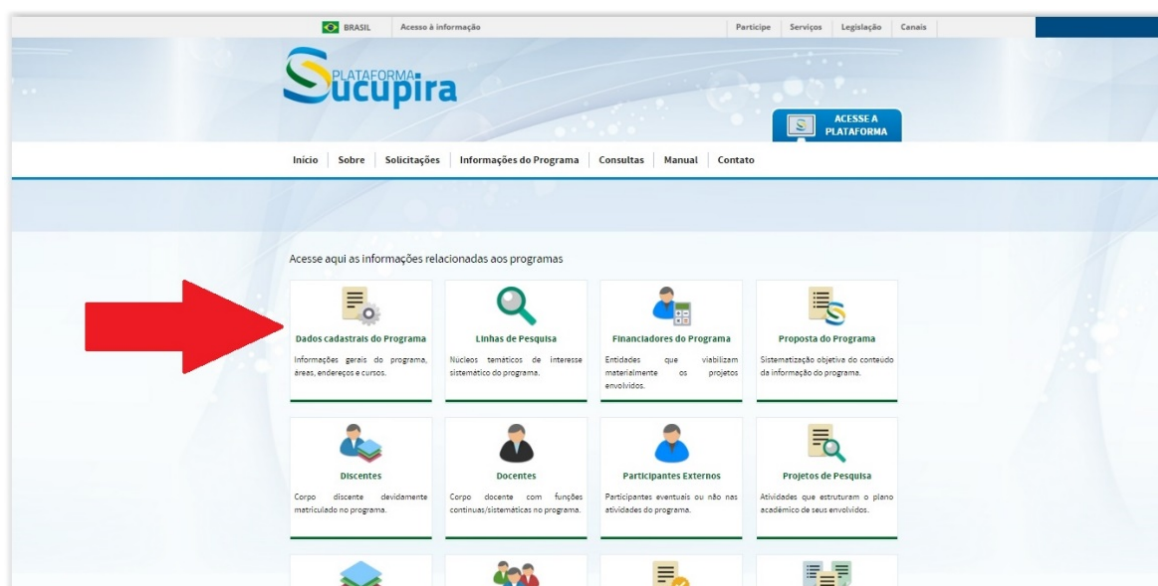 BRASIL Acesso à informação Participe Serviços Legislação Canais
PLATAFORMA
Sucupira
ACESSE A
PLATAFORMA
Início Sobre Solicitações Informações do Programa Consultas Manual Contato
Acesse aqui as informações relacionadas aos programas
Dados cadastrais do Programa
Informações gerais do programa,
áreas, endereços e cursos.
Linhas de Pesquisa
Núcleos temáticos de interesse
sistemático do programa.
Financiadores do Programa
Entidades que viabilizam
materialmente os projetos
envolvidos.
Proposta do Programa
Sistematização objetiva do conteúdo
da informação do programa.
Discentes
Corpo discente devidamente
matriculado no programa.
Docentes
Corpo docente com funções
contínuas/sistemáticas no programa.
Participantes Externos
Participantes eventuais ou não nas
atividades do programa.
Projetos de Pesquisa
Atividades que estruturam o plano
acadêmico de seus envolvidos.